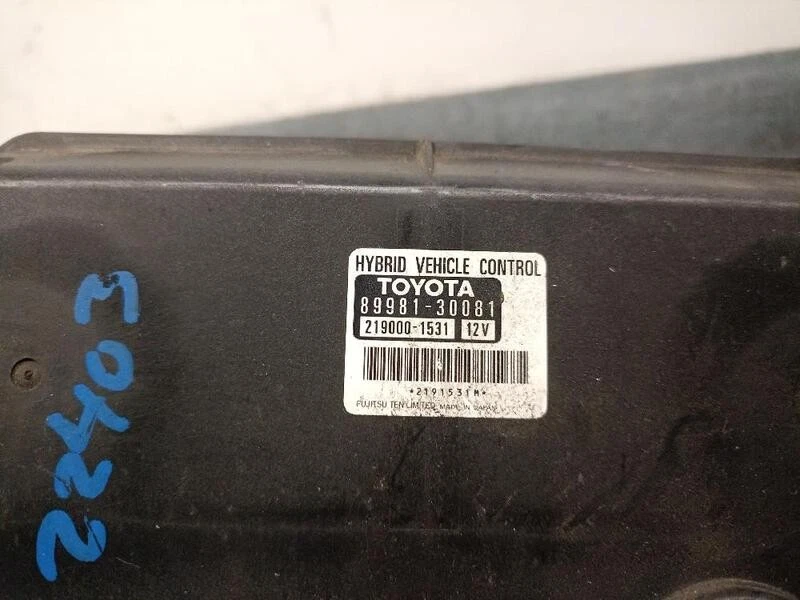 HYBRID VEHICLE CONTROL
TOYOTA
89981-30081
219000-1531 12V
*2191531M*
FUJITSU TEN LIMITED MADE IN JAPAN
22403